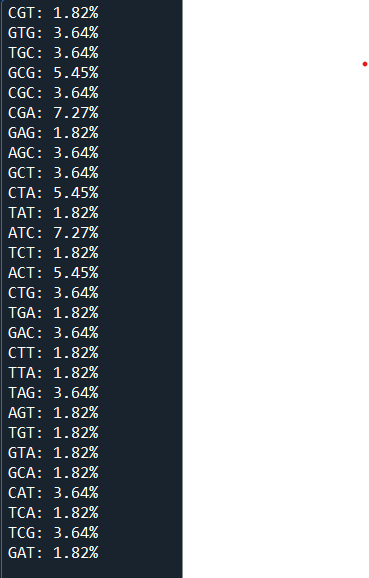 CGT: 1.82%
GTG: 3.64%
TGC: 3.64%
GCG: 5.45%
CGC: 3.64%
CGA: 7.27%
GAG: 1.82%
AGC: 3.64%
GCT: 3.64%
CTA: 5.45%
TAT: 1.82%
ATC: 7.27%
TCT: 1.82%
ACT: 5.45%
CTG: 3.64%
TGA: 1.82%
GAC: 3.64%
CTT: 1.82%
TTA: 1.82%
TAG: 3.64%
AGT: 1.82%
TGT: 1.82%
GTA: 1.82%
GCA: 1.82%
CAT: 3.64%
TCA: 1.82%
TCG: 3.64%
GAT: 1.82%